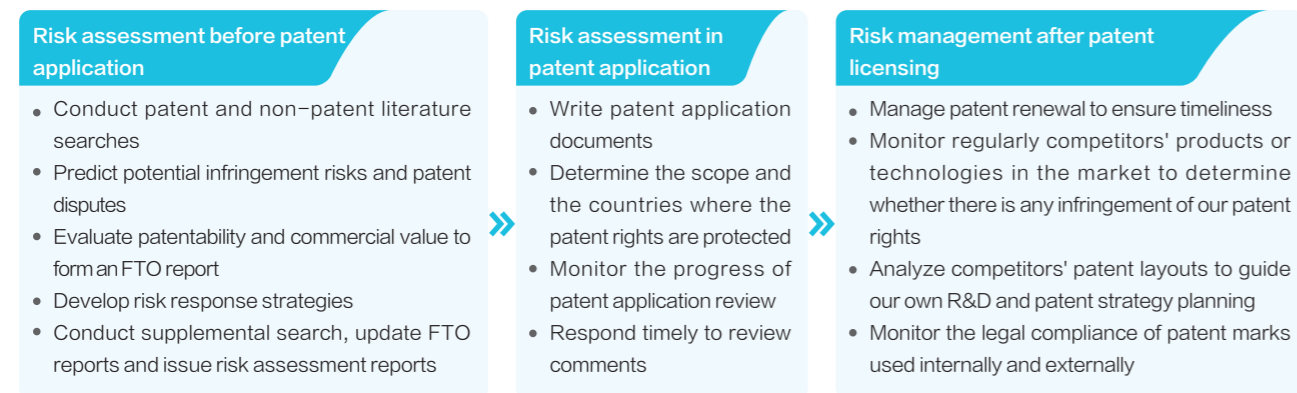 Risk assessment before patent
application
• Conduct patent and non-patent literature
searches
• Predict potential infringement risks and patent
disputes
• Evaluate patentability and commercial value to
form an FTO report
• Develop risk response strategies
• Conduct supplemental search, update FTO
reports and issue risk assessment reports
Risk assessment in
patent application
• Write patent application
documents
• Determine the scope and
the countries where the
patent rights are protected
• Monitor the progress of
patent application review
• Respond timely to review
comments
Risk management after patent
licensing
• Manage patent renewal to ensure timeliness
• Monitor regularly competitors' products or
technologies in the market to determine
whether there is any infringement of our patent
rights
• Analyze competitors' patent layouts to guide
our own R&D and patent strategy planning
• Monitor the legal compliance of patent marks
used internally and externally